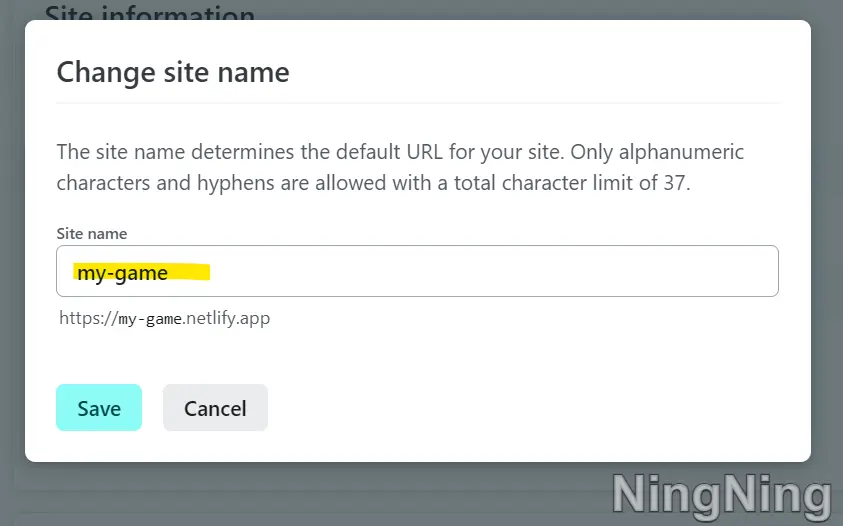 Site information
Change site name
The site name determines the default URL for your site. Only alphanumeric
characters and hyphens are allowed with a total character limit of 37.
Site name
my-game
https://my-game.netlify.app
Save Cancel
NingNing